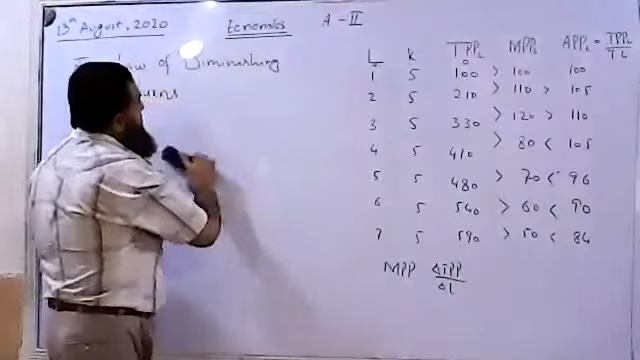 13th August, 2020
Economics
A - II
Law of Diminishing
L K TPPL MPPL APPL = TPPL/TL
0
1 5 100 > 100 100
2 5 210 > 110 > 105
3 5 330 > 120 > 110
4 5 410 > 80 < 105
5 5 480 > 70 < 96
6 5 540 > 60 < 90
7 5 590 > 50 < 84
MPP ΔTPP/ΔL